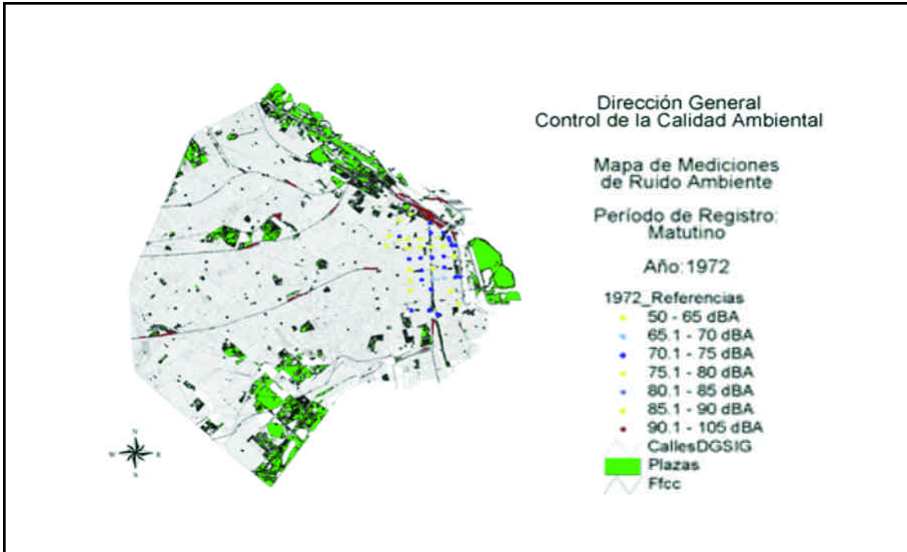 Dirección General
Control de la Calidad Ambiental
Mapa de Mediciones
de Ruido Ambiente
Período de Registro:
Matutino
Año:1972
1972_Referencias
50 - 65 dBA
65.1 - 70 dBA
70.1 - 75 dBA
75.1 - 80 dBA
80.1 - 85 dBA
85.1 - 90 dBA
90.1 - 105 dBA
CallesDGSIG
Plazas
Ffcc